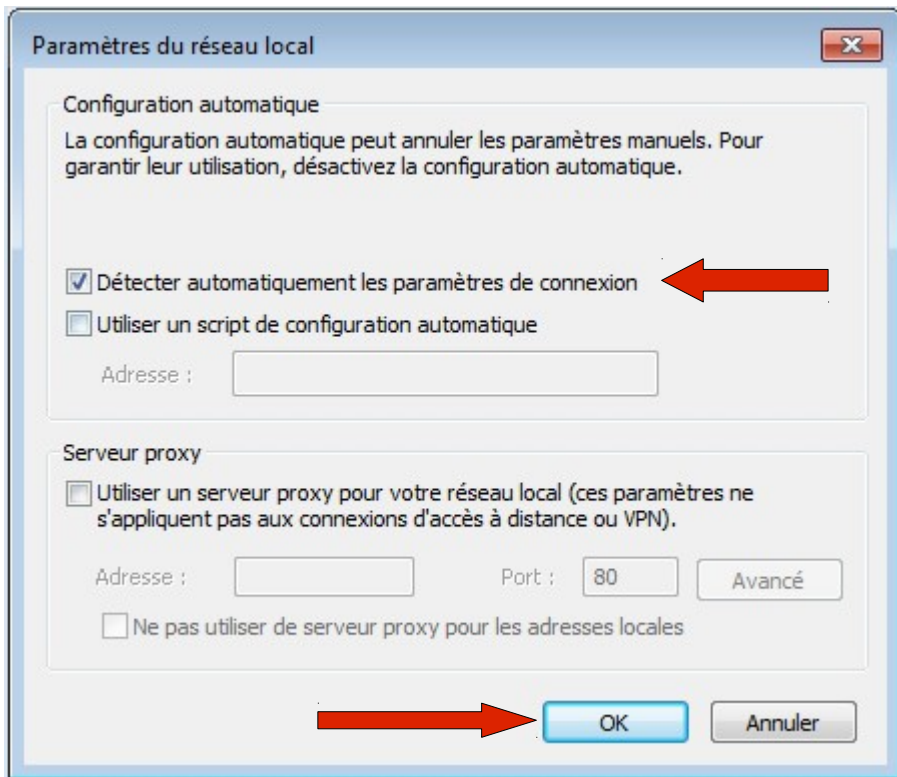 Paramètres du réseau local
Configuration automatique
La configuration automatique peut annuler les paramètres manuels. Pour
garantir leur utilisation, désactivez la configuration automatique.
Détecter automatiquement les paramètres de connexion
Utiliser un script de configuration automatique
Adresse :
Serveur proxy
Utiliser un serveur proxy pour votre réseau local (ces paramètres ne
s'appliquent pas aux connexions d'accès à distance ou VPN).
Adresse : Port : 80 Avancé
Ne pas utiliser de serveur proxy pour les adresses locales
OK Annuler